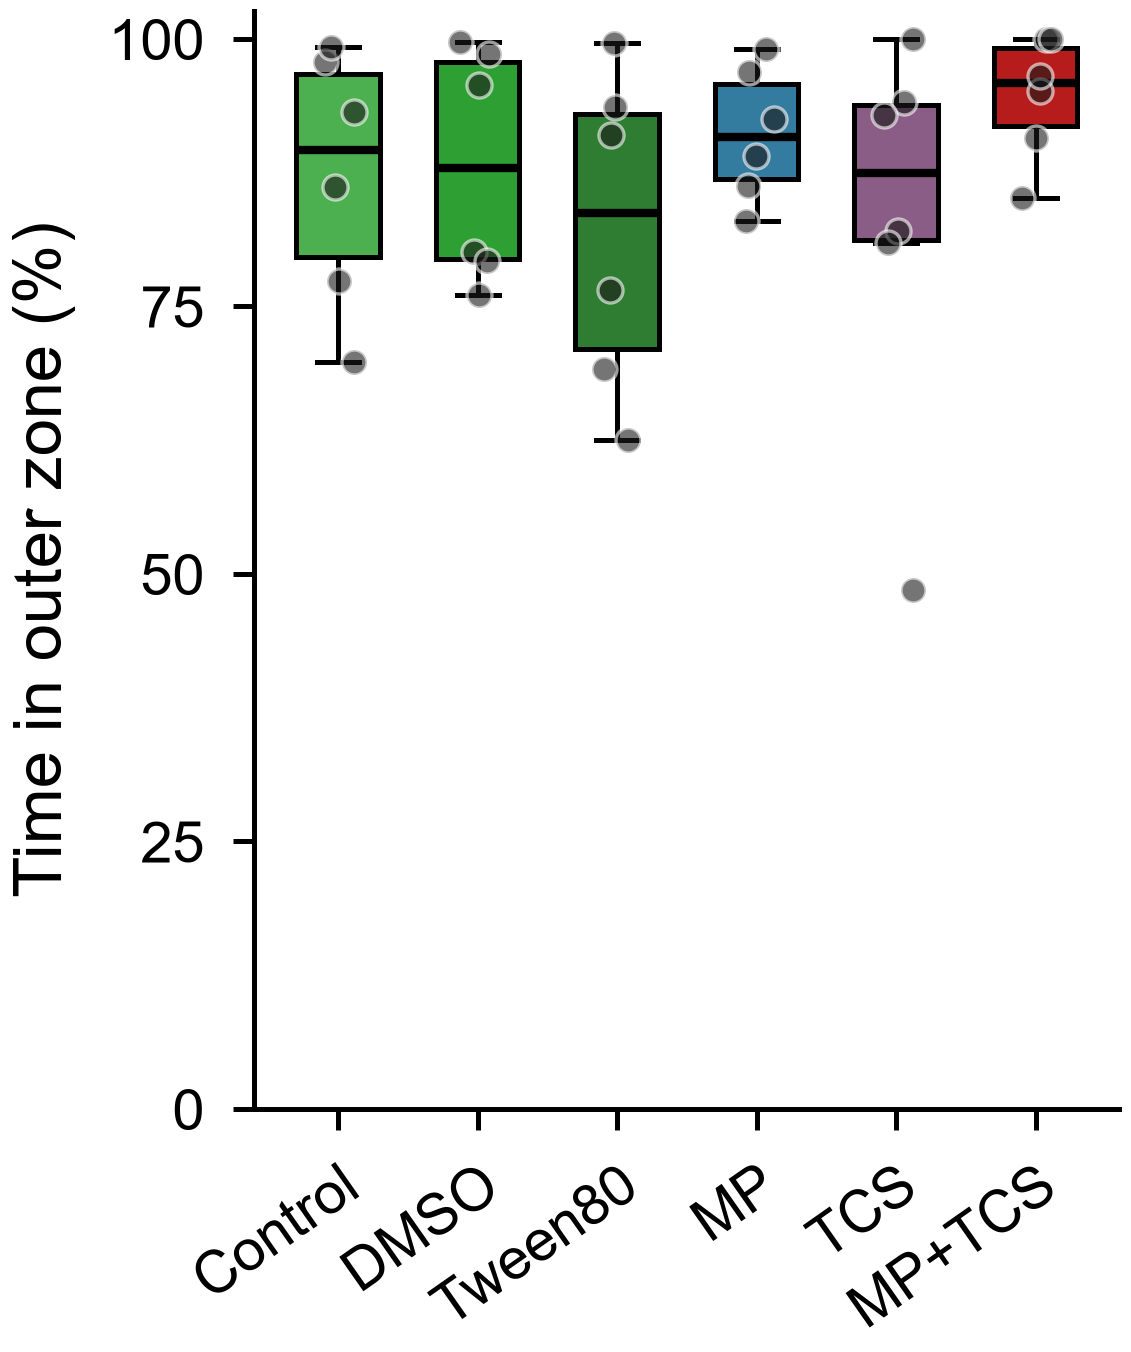 Time in outer zone (%)
100
75
50
25
0
Control
DMSO
Tween80
MP
TCS
MP+TCS